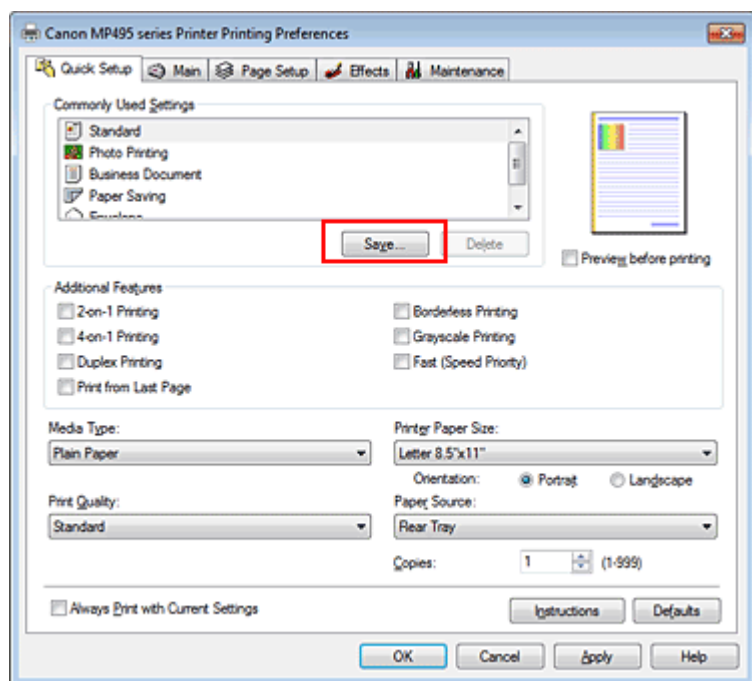 Canon MP495 series Printer Printing Preferences
Quick Setup Main Page Setup Effects Maintenance
Commonly Used Settings
Standard
Photo Printing
Business Document
Paper Saving
Envelope
Save... Delete
Preview before printing
Additional Features
2-on-1 Printing Borderless Printing
4-on-1 Printing Grayscale Printing
Duplex Printing Fast (Speed Priority)
Print from Last Page
Media Type: Printer Paper Size:
Plain Paper Letter 8.5"x11"
Orientation: Portrait Landscape
Print Quality: Paper Source:
Standard Rear Tray
Copies: 1 (1-999)
Always Print with Current Settings Instructions Defaults
OK Cancel Apply Help